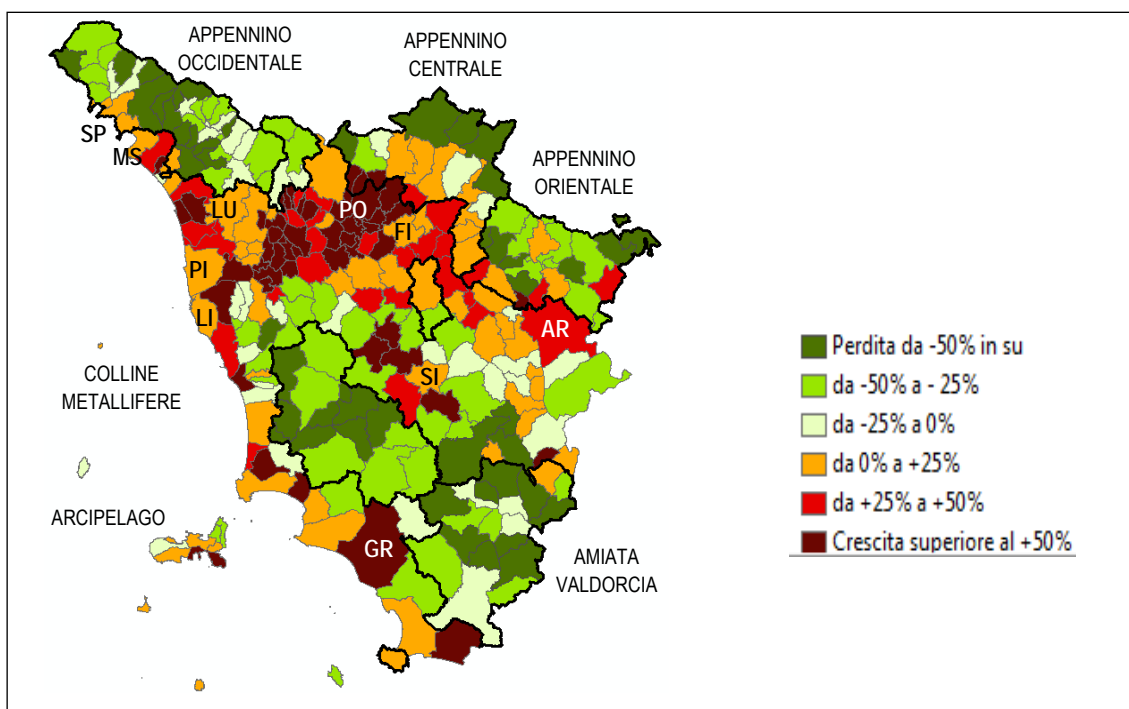 APPENNINO
OCCIDENTALE
APPENNINO
CENTRALE
SP
MS
APPENNINO
ORIENTALE
LU
PO
FI
PI
LI
AR
COLLINE
METALLIFERE
SI
ARCIPELAGO
GR
AMIATA
VALDORCIA
Perdita da -50% in su
da -50% a - 25%
da -25% a 0%
da 0% a +25%
da +25% a +50%
Crescita superiore al +50%